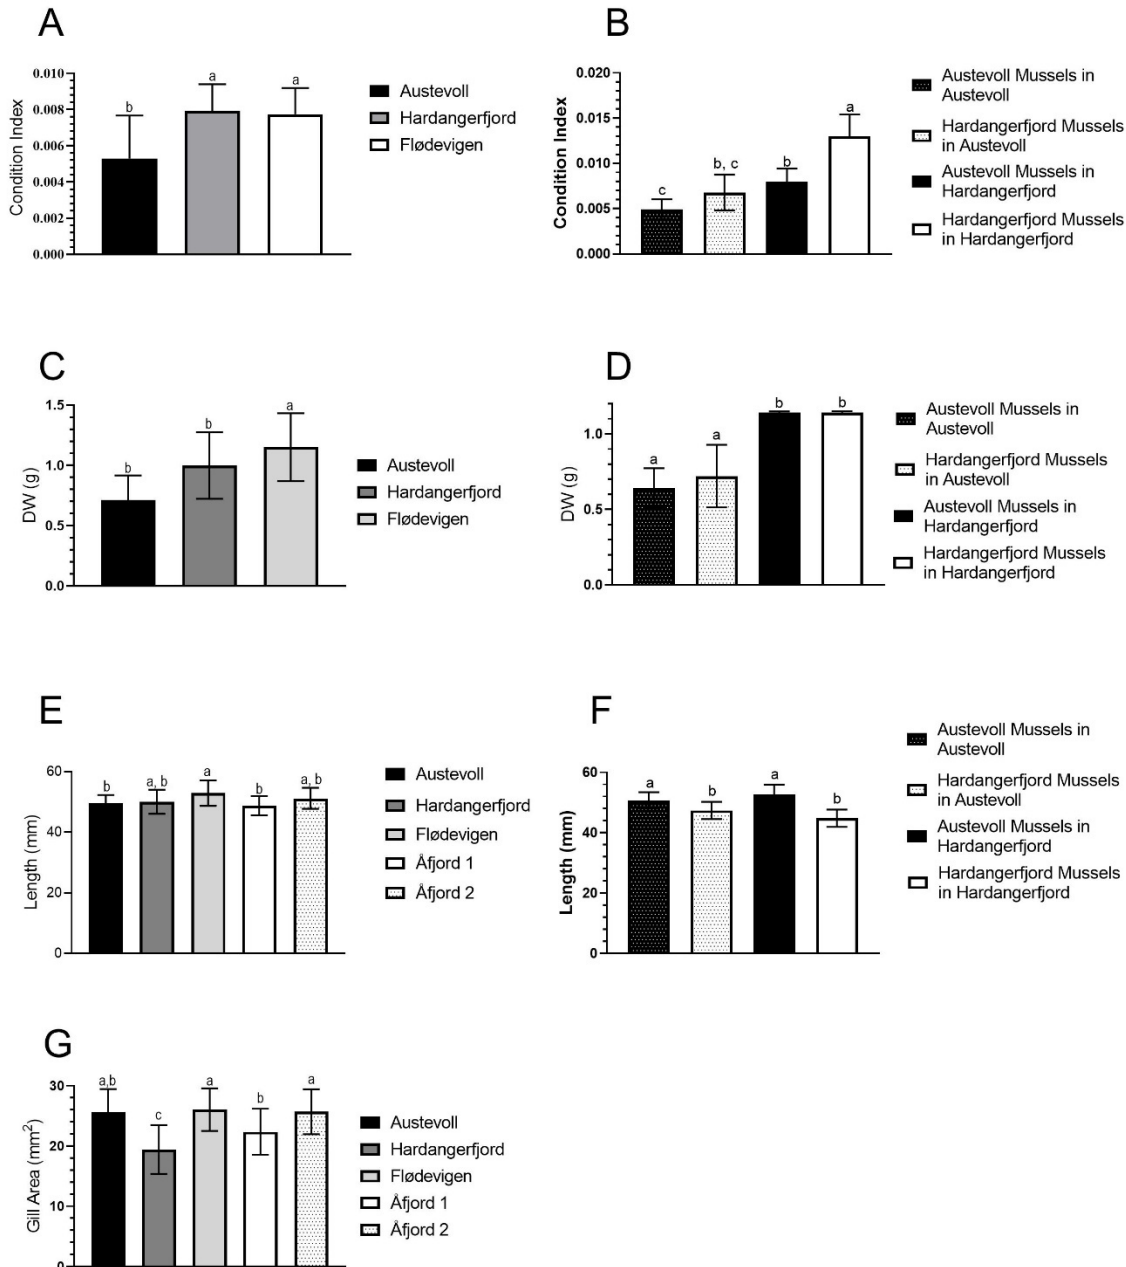 A
Condition Index
0.010
0.008
0.006
0.004
0.002
0.000
b
a
a
Austevoll
Hardangerfjord
Flødevigen
B
Condition Index
0.020
0.015
0.010
0.005
0.000
c
b, c
b
a
Austevoll Mussels in
Austevoll
Hardangerfjord Mussels
in Austevoll
Austevoll Mussels in
Hardangerfjord
Hardangerfjord Mussels
in Hardangerfjord
C
DW (g)
1.5
1.0
0.5
0.0
b
b
a
Austevoll
Hardangerfjord
Flødevigen
D
DW (g)
1.0
0.5
0.0
a
a
b
b
Austevoll Mussels in
Austevoll
Hardangerfjord Mussels
in Austevoll
Austevoll Mussels in
Hardangerfjord
Hardangerfjord Mussels
in Hardangerfjord
E
Length (mm)
60
40
20
0
b
a, b
a
b
a, b
Austevoll
Hardangerfjord
Flødevigen
Åfjord 1
Åfjord 2
F
Length (mm)
60
40
20
0
a
b
a
b
Austevoll Mussels in
Austevoll
Hardangerfjord Mussels
in Austevoll
Austevoll Mussels in
Hardangerfjord
Hardangerfjord Mussels
in Hardangerfjord
G
Gill Area (mm²)
30
20
10
0
a,b
c
a
b
a
Austevoll
Hardangerfjord
Flødevigen
Åfjord 1
Åfjord 2